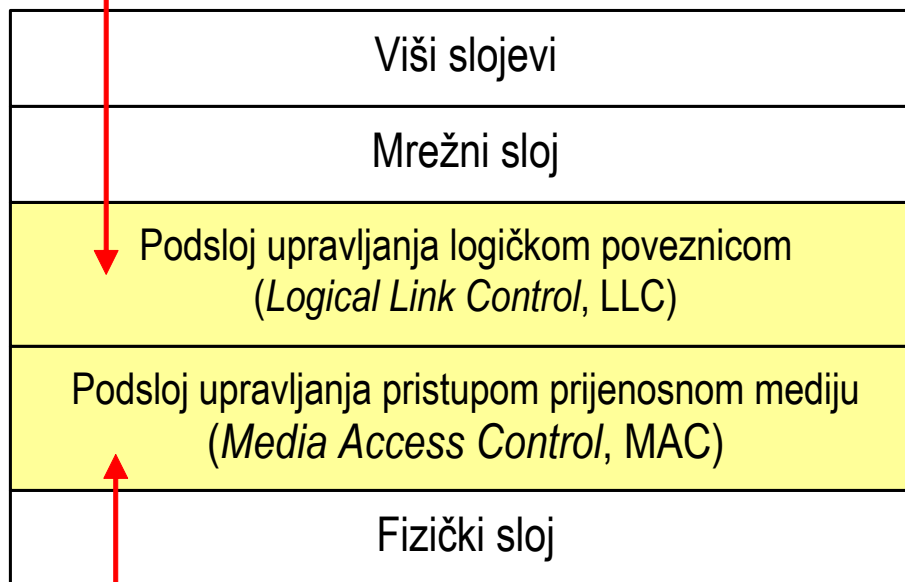 Viši slojevi
Mrežni sloj
Podsloj upravljanja logičkom poveznicom
(Logical Link Control, LLC)
Podsloj upravljanja pristupom prijenosnom mediju
(Media Access Control, MAC)
Fizički sloj